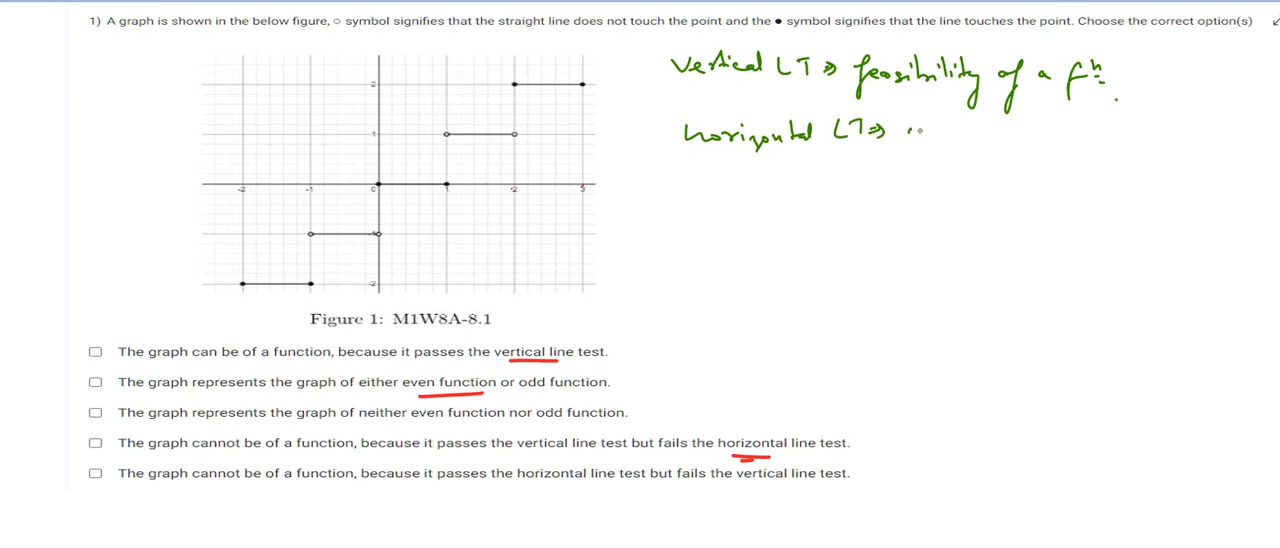 1) A graph is shown in the below figure, ○ symbol signifies that the straight line does not touch the point and the ● symbol signifies that the line touches the point. Choose the correct option(s)
vertical LT ⇒ feasibility of a fn.
horizontal LT ⇒ ..
2
1
-2 -1 0 1 2 3
-2
Figure 1: M1W8A-8.1
The graph can be of a function, because it passes the vertical line test.
The graph represents the graph of either even function or odd function.
The graph represents the graph of neither even function nor odd function.
The graph cannot be of a function, because it passes the vertical line test but fails the horizontal line test.
The graph cannot be of a function, because it passes the horizontal line test but fails the vertical line test.